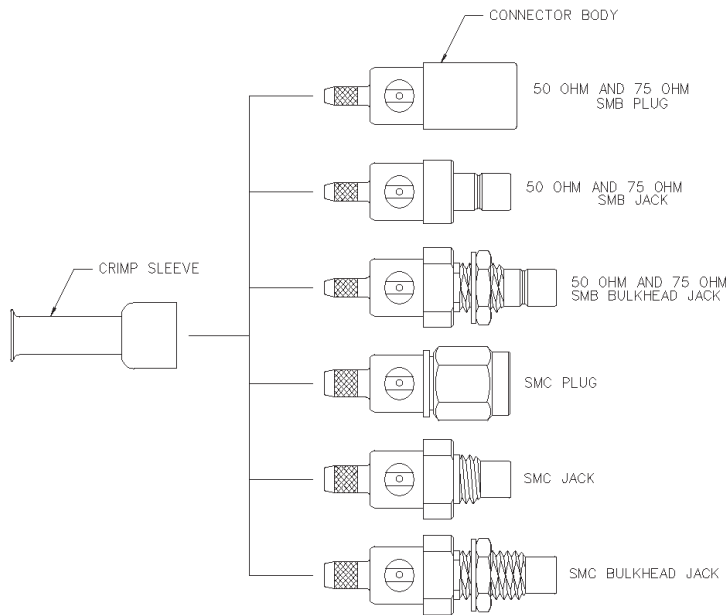 CONNECTOR BODY
50 OHM AND 75 OHM
SMB PLUG
50 OHM AND 75 OHM
SMB JACK
CRIMP SLEEVE
50 OHM AND 75 OHM
SMB BULKHEAD JACK
SMC PLUG
SMC JACK
SMC BULKHEAD JACK